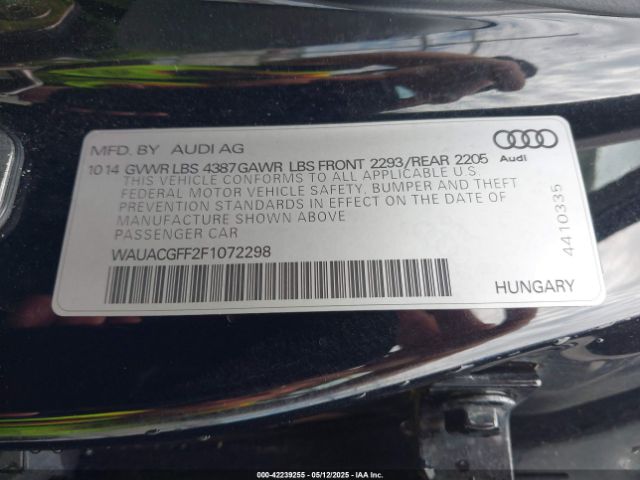 MFD. BY AUDI AG
1014 GVWR LBS 4387 GAWR LBS FRONT 2293/REAR 2205
THIS VEHICLE CONFORMS TO ALL APPLICABLE U.S.
FEDERAL MOTOR VEHICLE SAFETY, BUMPER AND THEFT
PREVENTION STANDARDS IN EFFECT ON THE DATE OF
MANUFACTURE SHOWN ABOVE
PASSENGER CAR
WAUACGFF2F1072298
Audi
4410335
HUNGARY
000-42239255 - 05/12/2025 - IAA Inc.